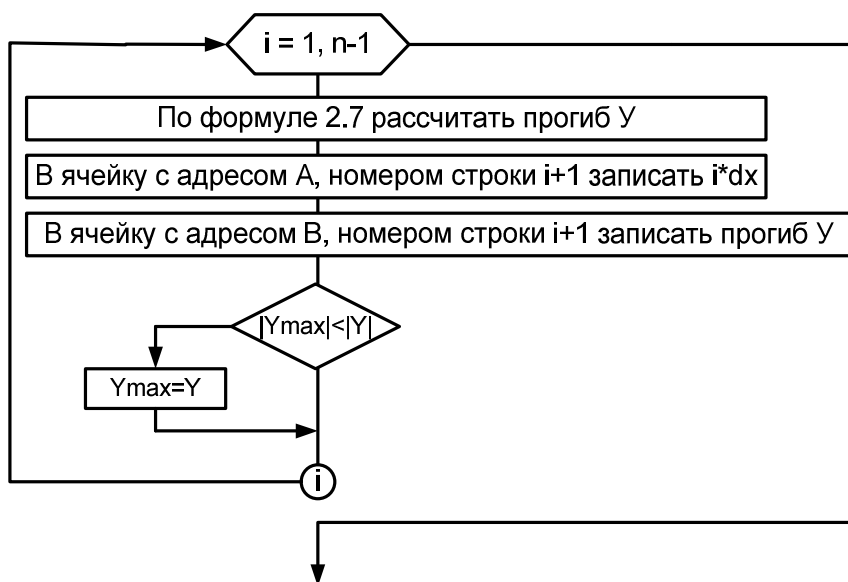 i = 1, n-1
По формуле 2.7 рассчитать прогиб У
В ячейку с адресом А, номером строки i+1 записать i*dx
В ячейку с адресом В, номером строки i+1 записать прогиб У
|Ymax|<|Y|
Ymax=Y
i